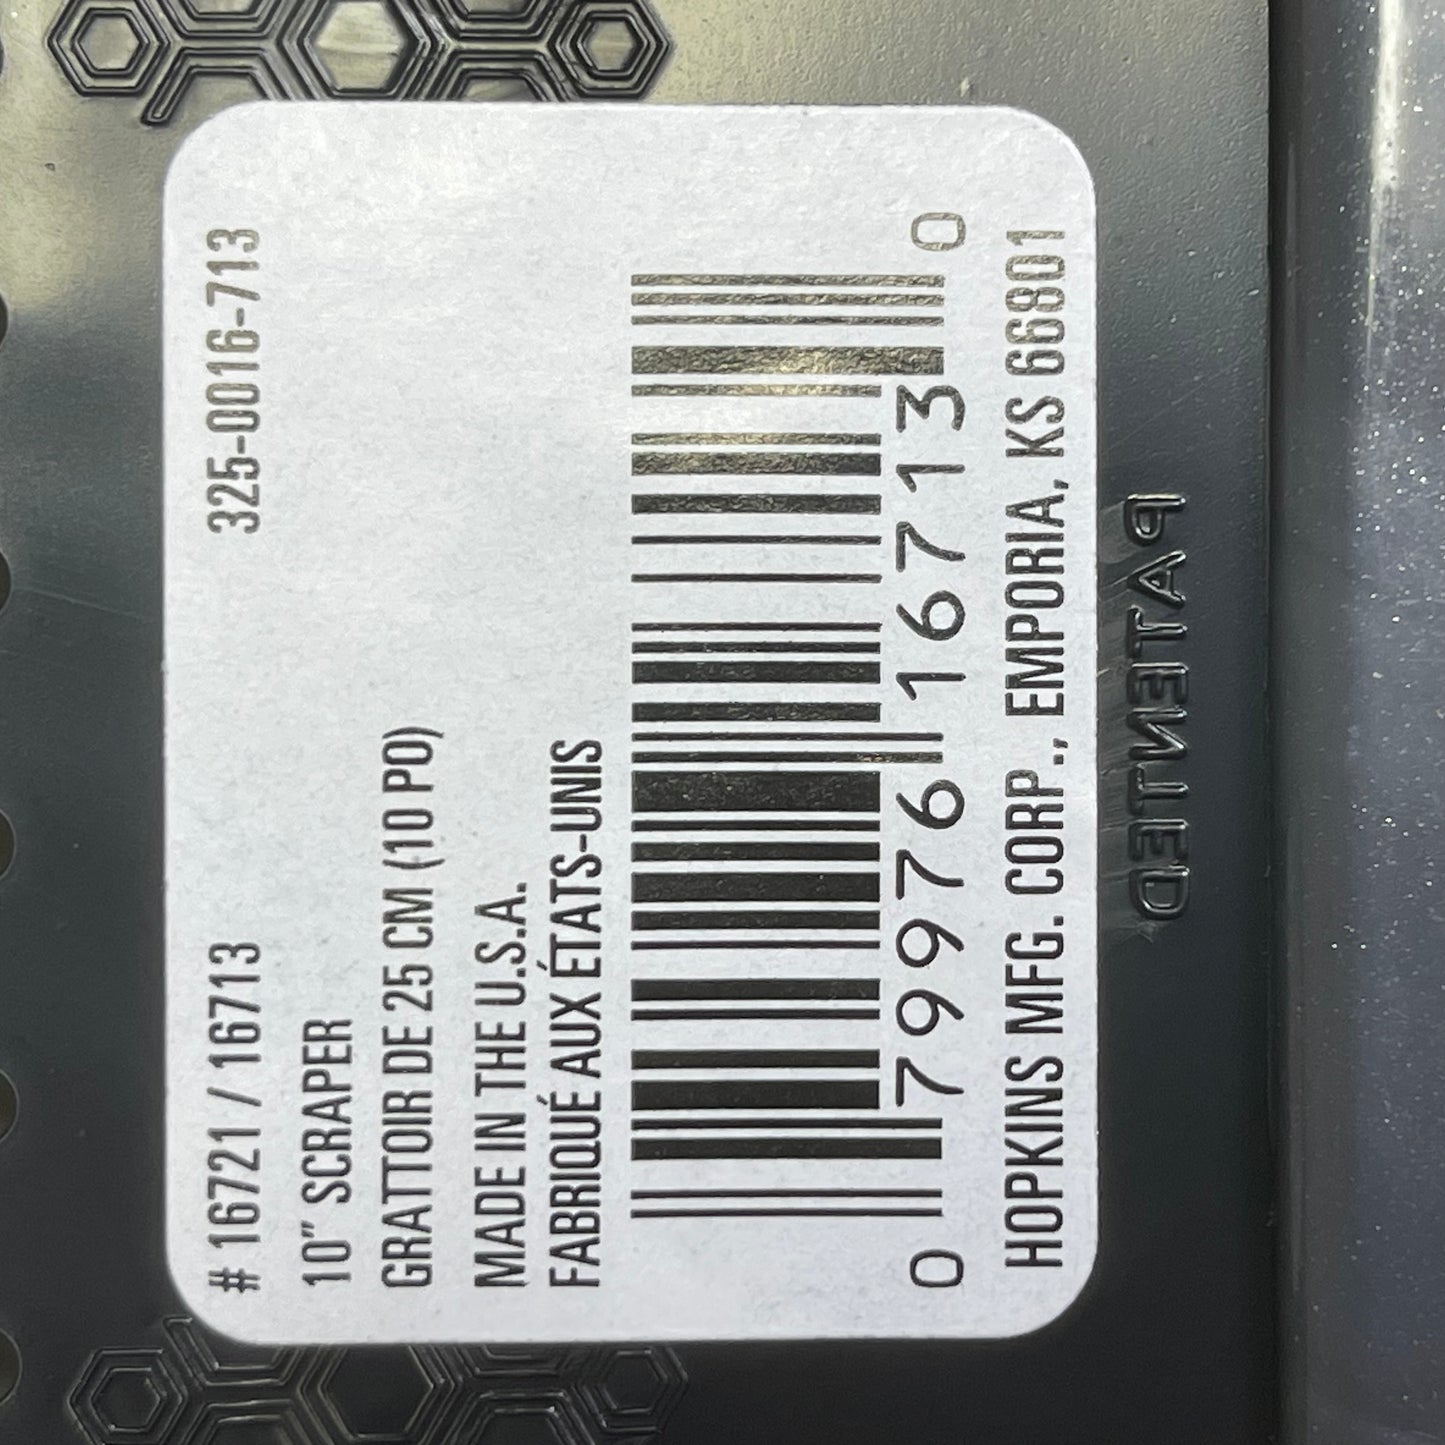 # 16721 / 16713 325-0016-713
10" SCRAPER
GRATTOIR DE 25 CM (10 PO)
MADE IN THE U.S.A.
FABRIQUÉ AUX ÉTATS-UNIS
0 79976 16713 0
HOPKINS MFG. CORP., EMPORIA, KS 66801
PATENTED